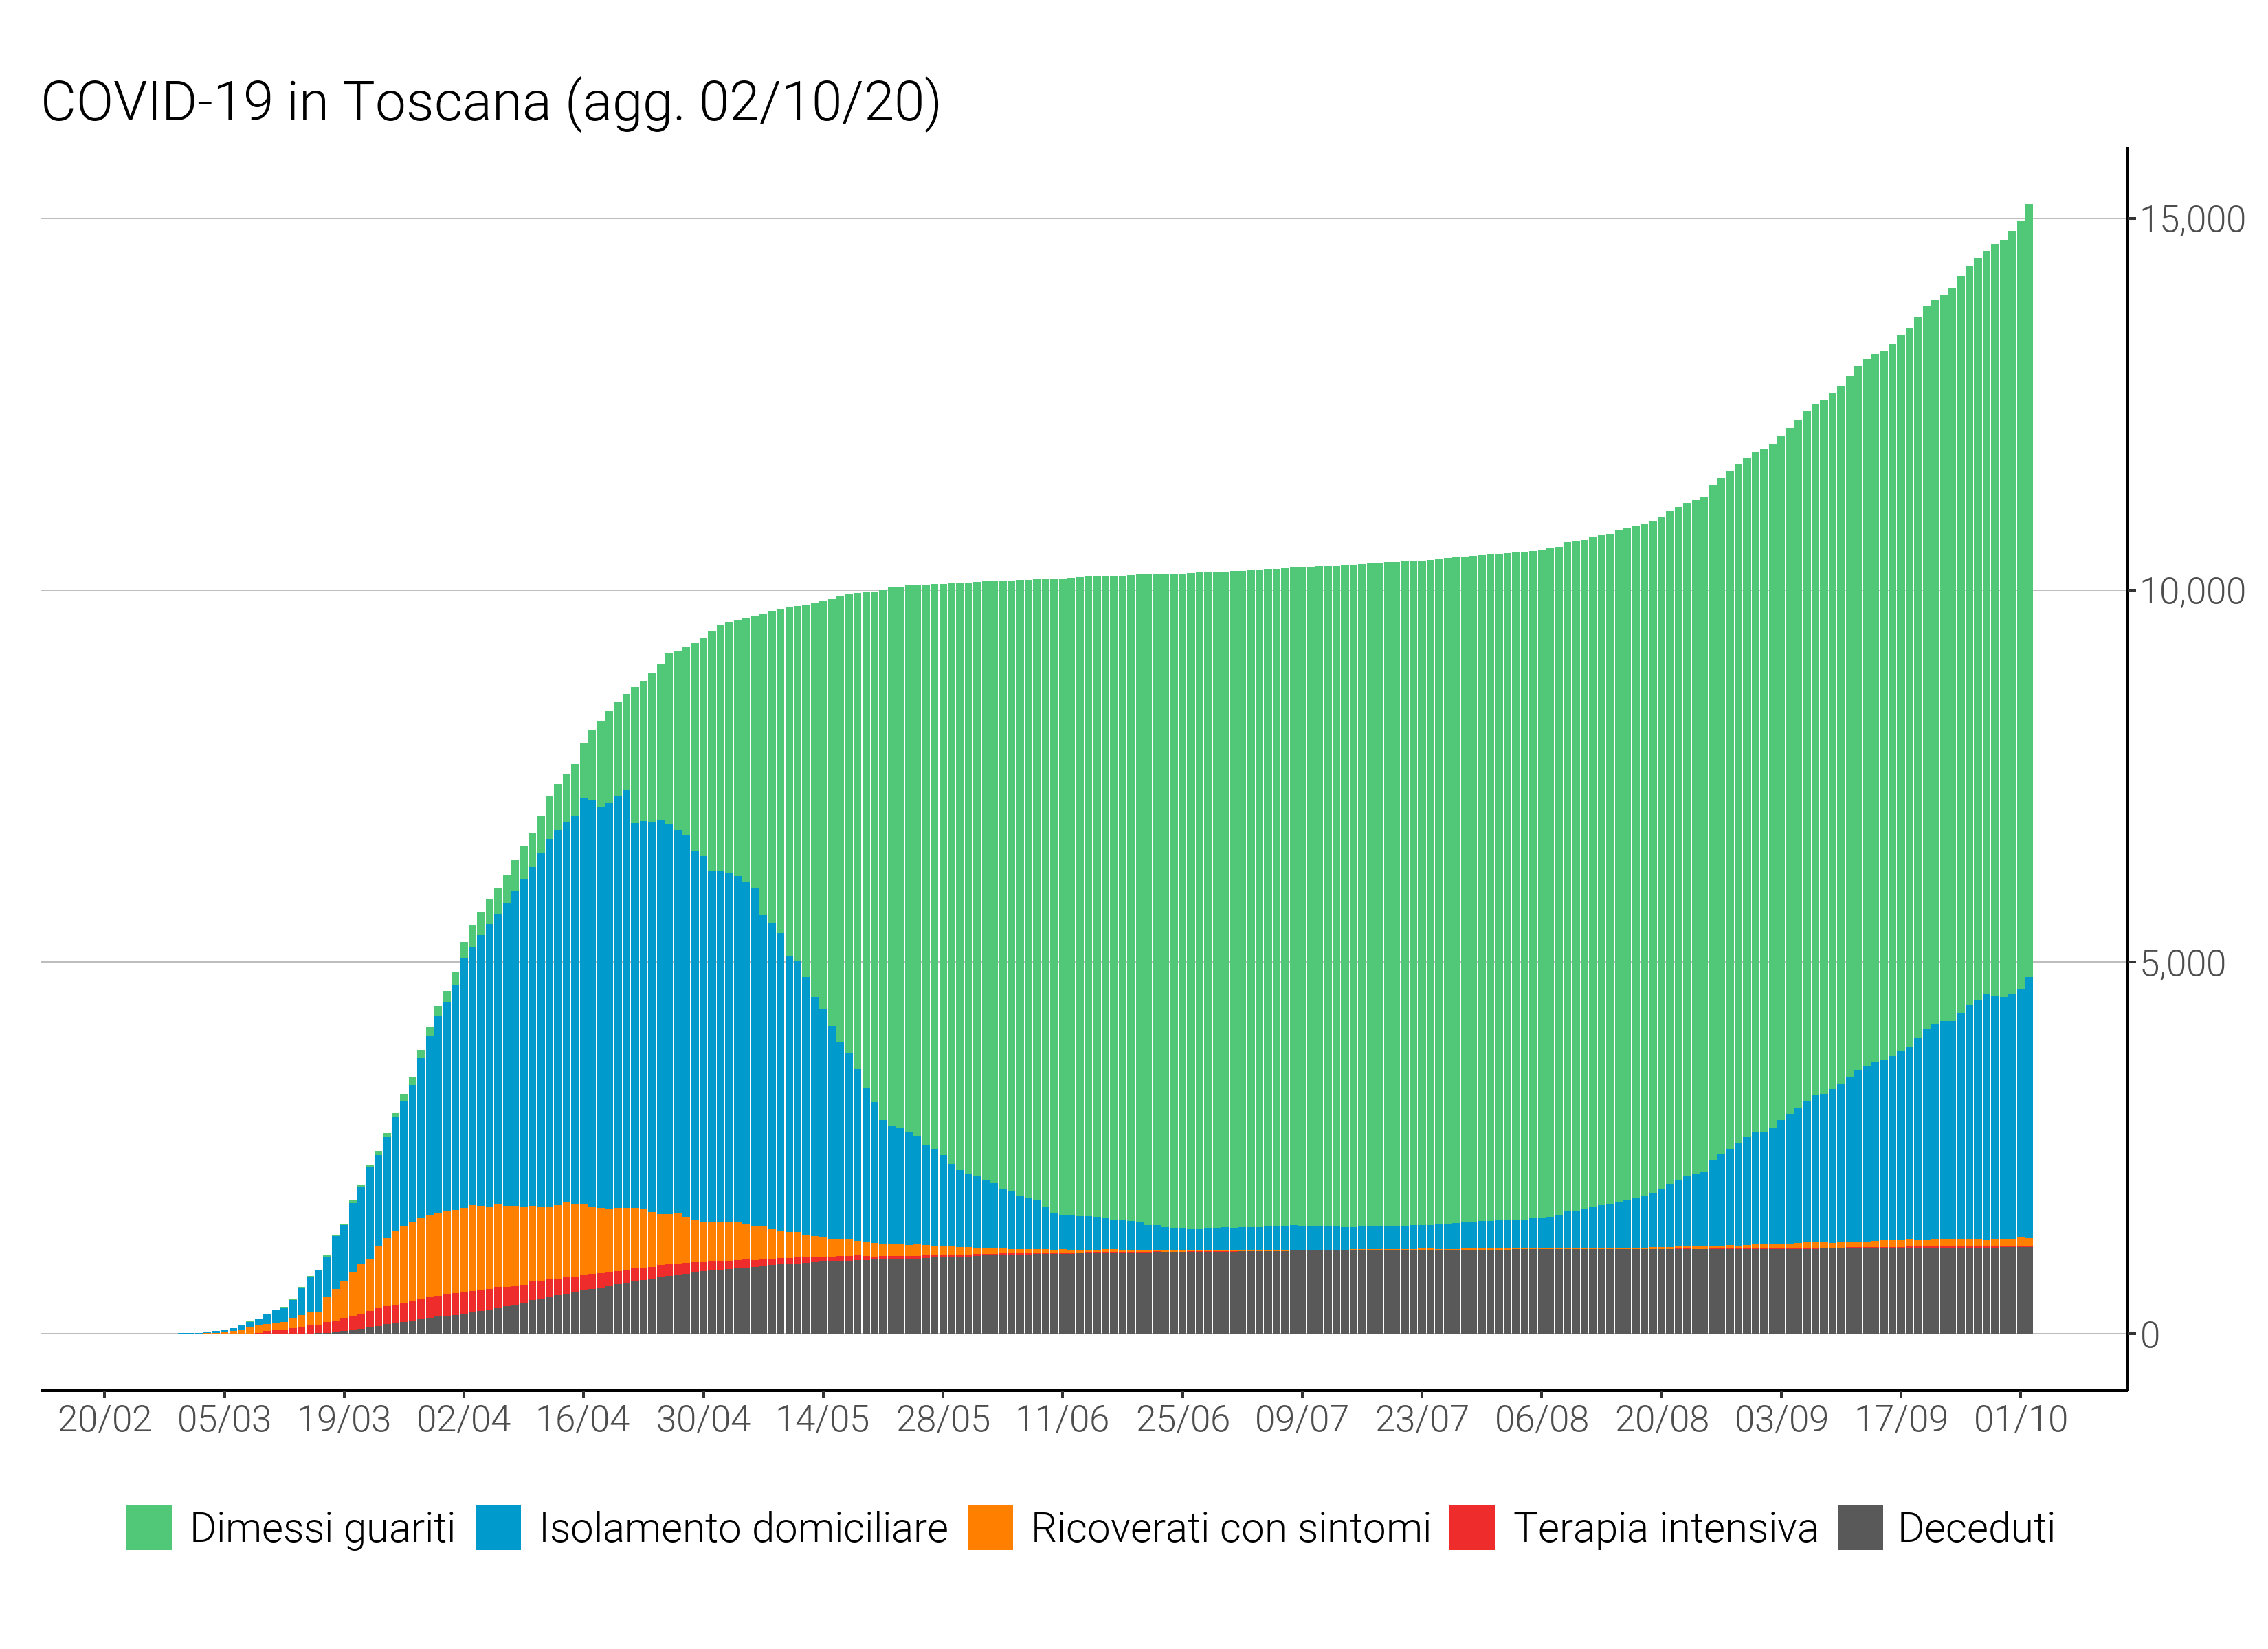 COVID-19 in Toscana (agg. 02/10/20)
15,000
10,000
5,000
0
20/02 05/03 19/03 02/04 16/04 30/04 14/05 28/05 11/06 25/06 09/07 23/07 06/08 20/08 03/09 17/09 01/10
Dimessi guariti Isolamento domiciliare Ricoverati con sintomi Terapia intensiva Deceduti